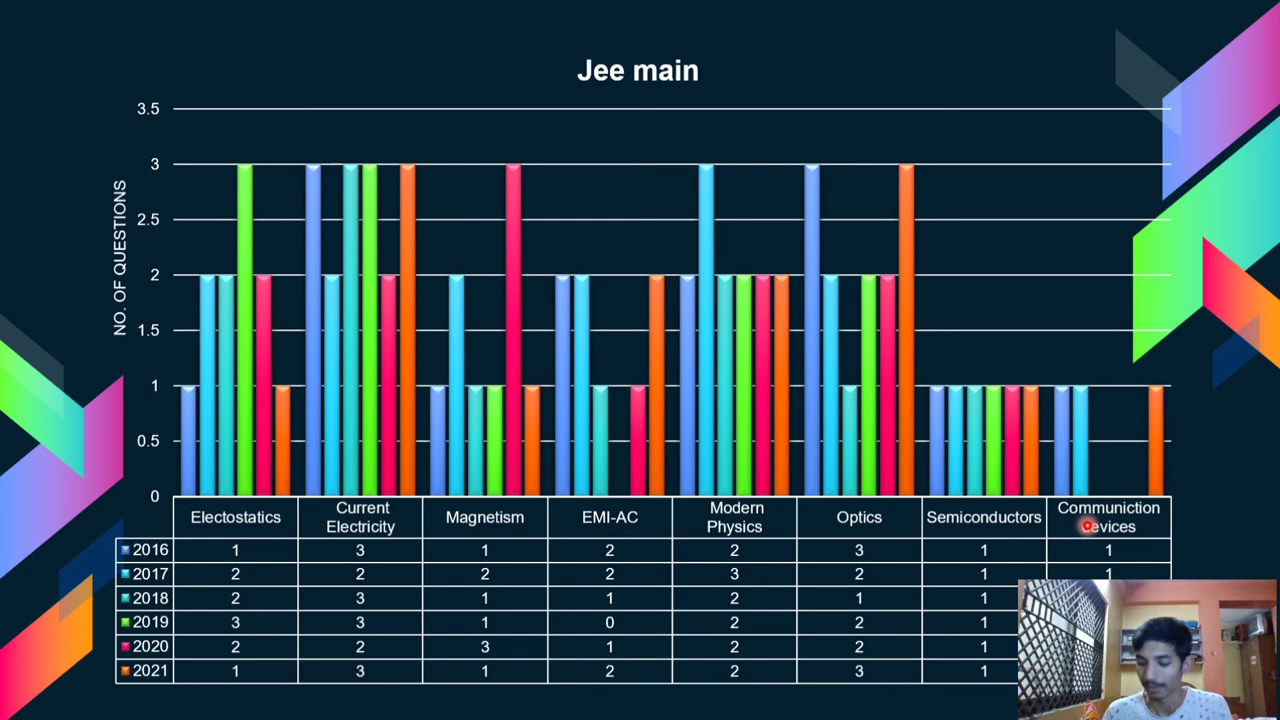 Jee main
3.5
3
2.5
2
1.5
1
0.5
0
NO. OF QUESTIONS
Electostatics
Current
Electricity
Magnetism
EMI-AC
Modern
Physics
Optics
Semiconductors
Communiction
Devices
2016 1 3 1 2 2 3 1 1
2017 2 2 2 2 3 2 1 1
2018 2 3 1 1 2 1 1
2019 3 3 1 0 2 2 1
2020 2 2 3 1 2 2 1
2021 1 3 1 2 2 3 1